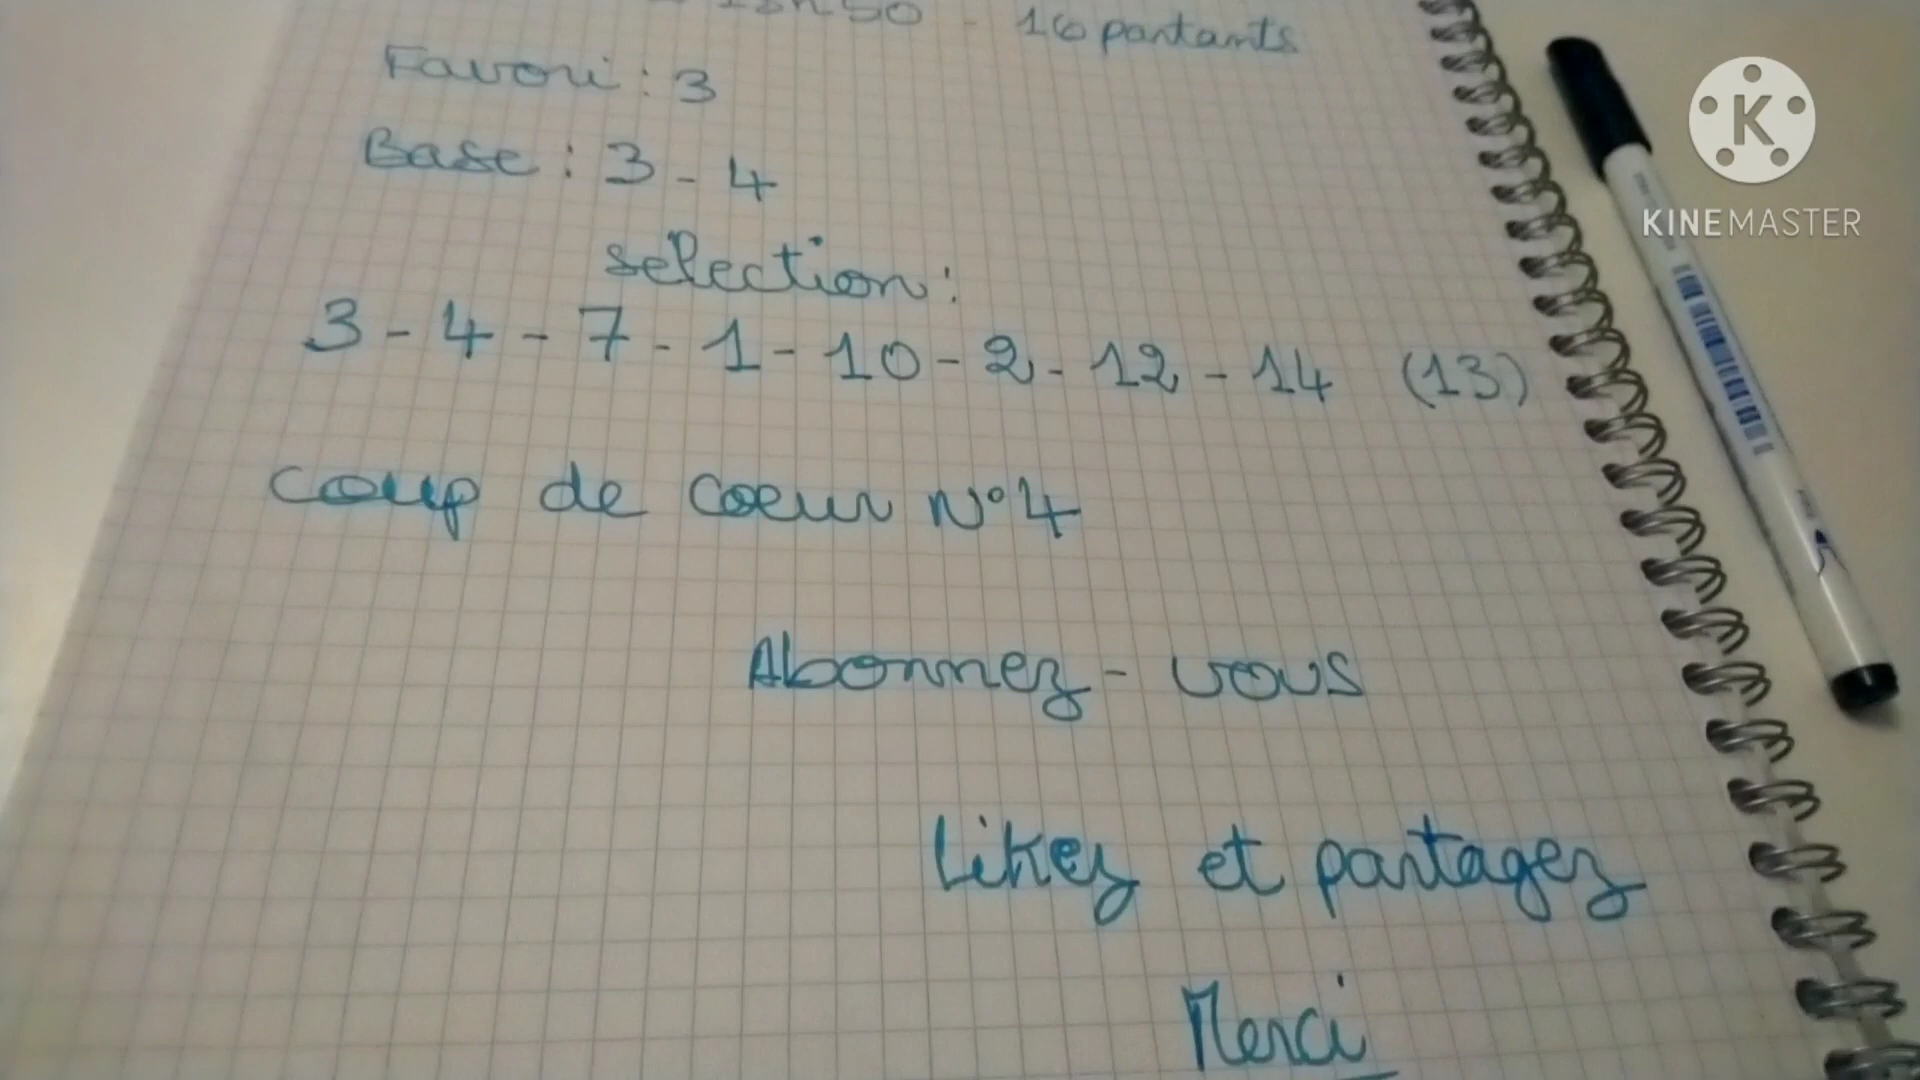 16 partants
Favori : 3
Base : 3 - 4
selection :
3 - 4 - 7 - 1 - 10 - 2 - 12 - 14 (13)
coup de coeur N°4
Abonnez - vous
Likez et partagez
Merci
KINEMASTER